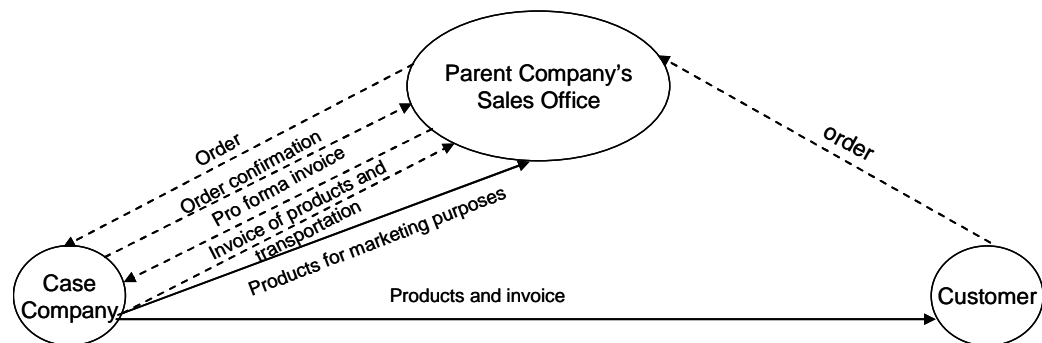 Parent Company's
Sales Office
Order
order
Order confirmation
Pro forma invoice
Invoice of products and
transportation
Products for marketing purposes
Case
Company
Products and invoice
Customer